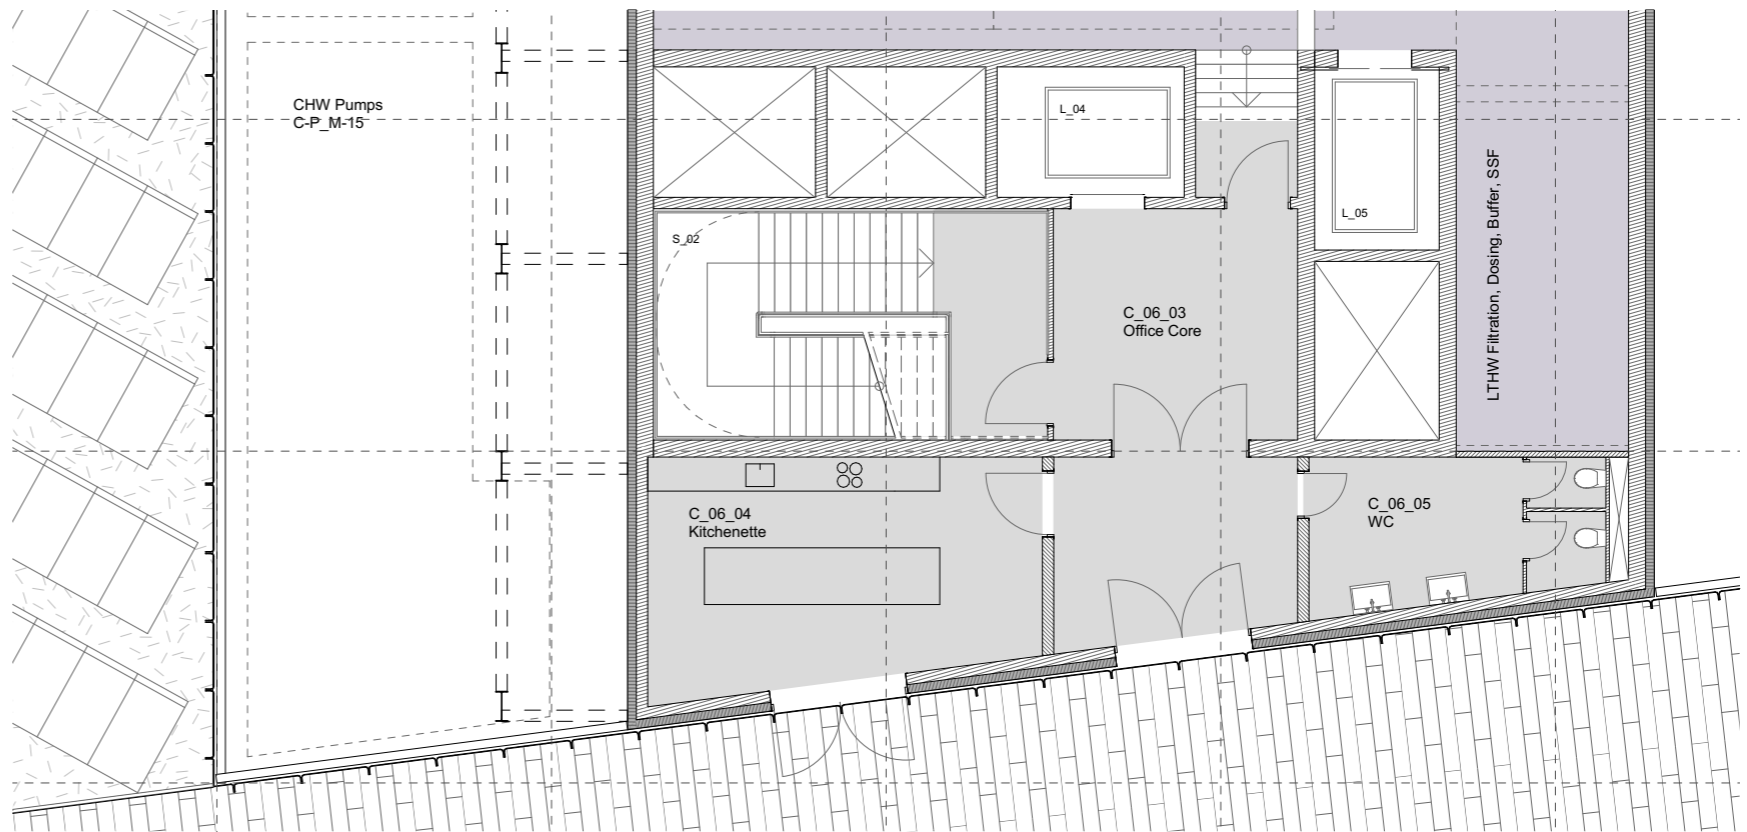 CHW Pumps
C-P_M-15
L_04
L_05
S_02
LTHW Filtration, Dosing, Buffer, SSF
C_06_03
Office Core
C_06_04
Kitchenette
C_06_05
WC